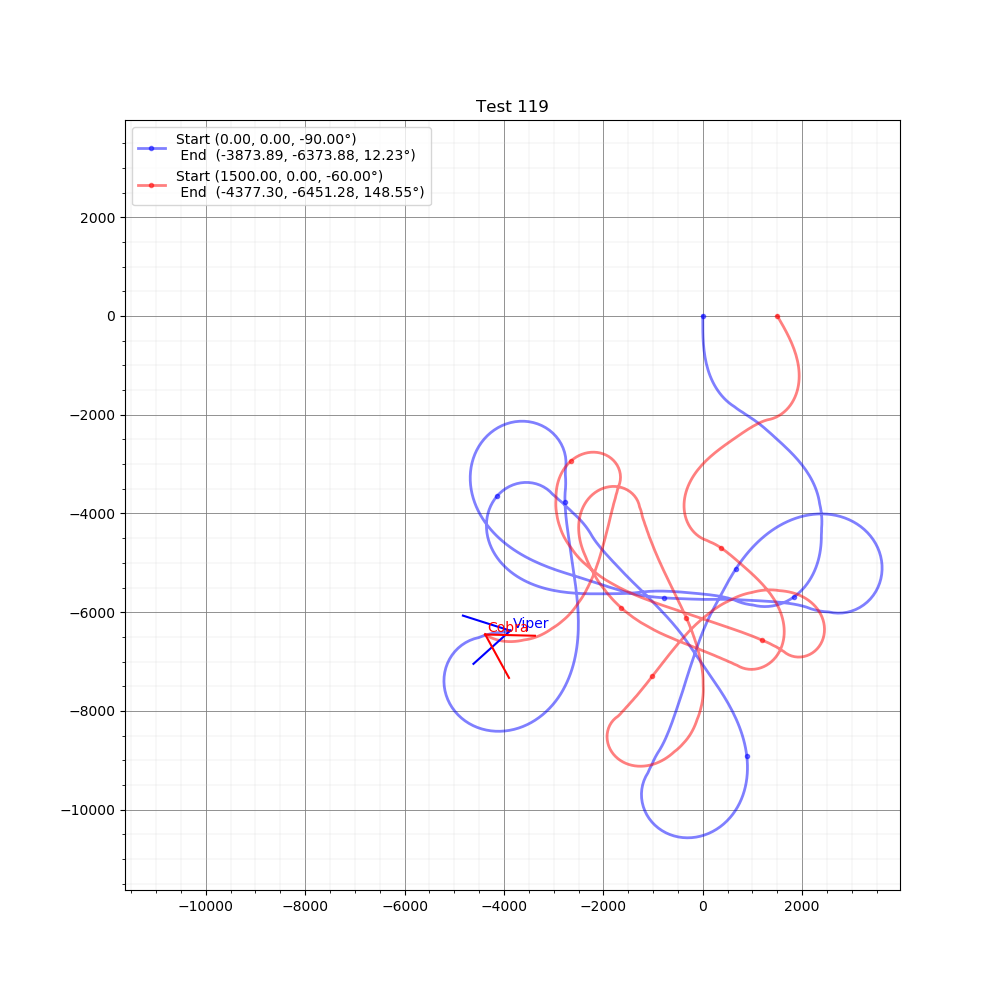 Test 119
Start (0.00, 0.00, -90.00°)
End (-3873.89, -6373.88, 12.23°)
Start (1500.00, 0.00, -60.00°)
End (-4377.30, -6451.28, 148.55°)
2000
0
−2000
−4000
−6000
−8000
−10000
Viper
Cobra
−10000
−8000
−6000
−4000
−2000
0
2000